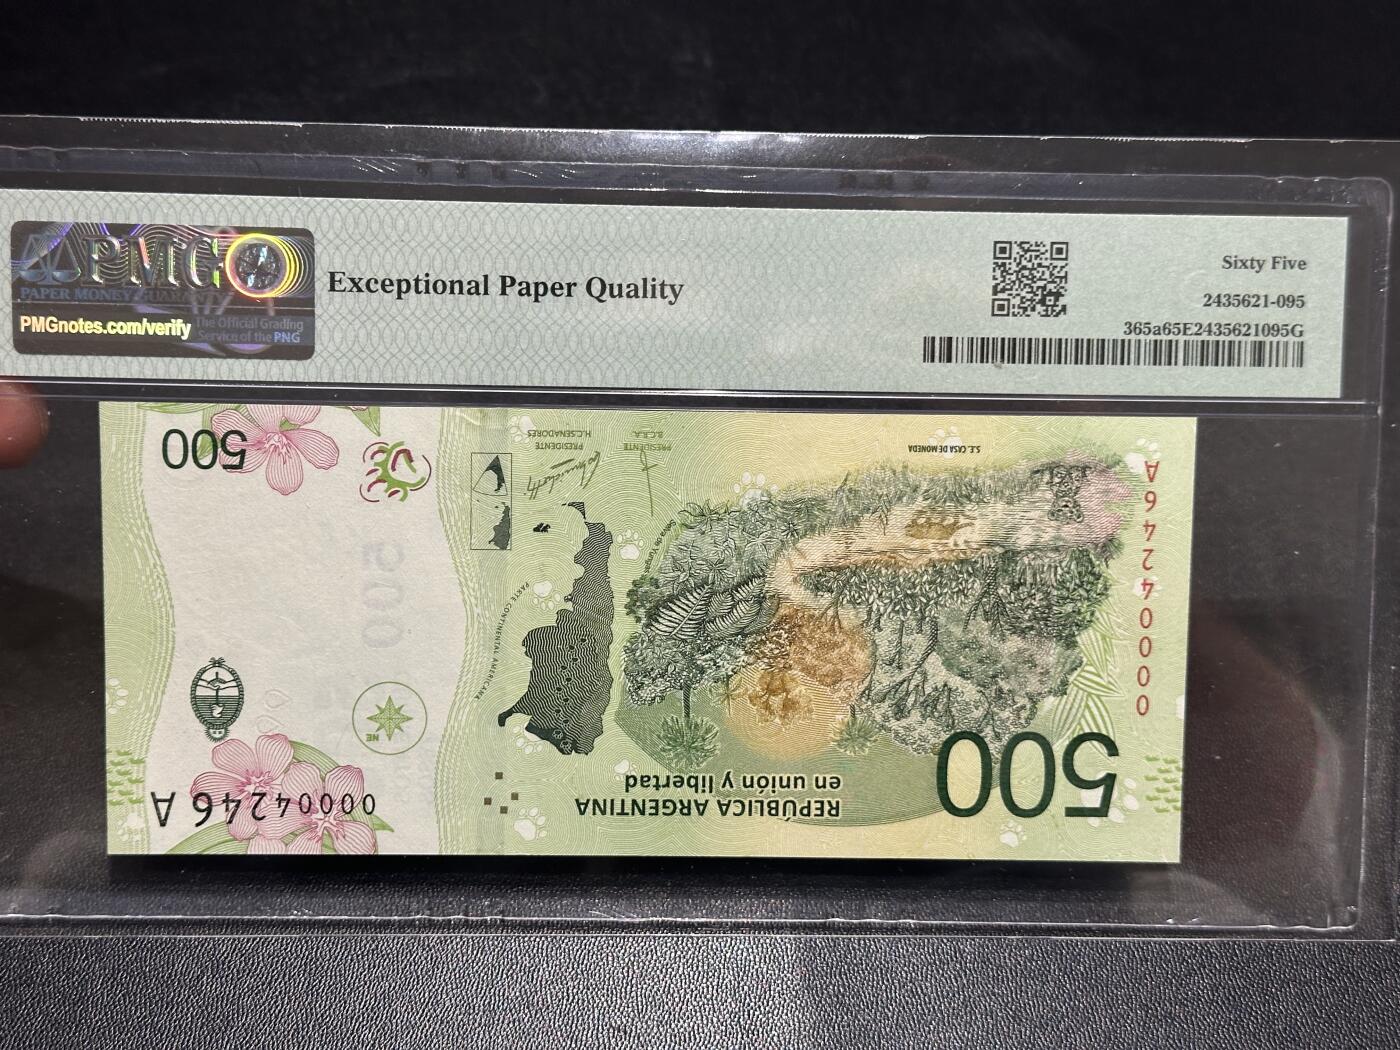 PMG
PAPER MONEY GUARANTY
PMGnotes.com/verify
The Official Grading
Service of the PNG
Exceptional Paper Quality
Sixty Five
2435621-095
365a65E2435621095G
500
REPÚBLICA ARGENTINA
en unión y libertad
00004246 A
NE
00004246 A
PARTE CONTINENTAL AMERICANA
500
S.E. CASA DE MONEDA
PRESIDENTE
B.C.R.A.
PRESIDENTE
H.C.SENADORES
500
500